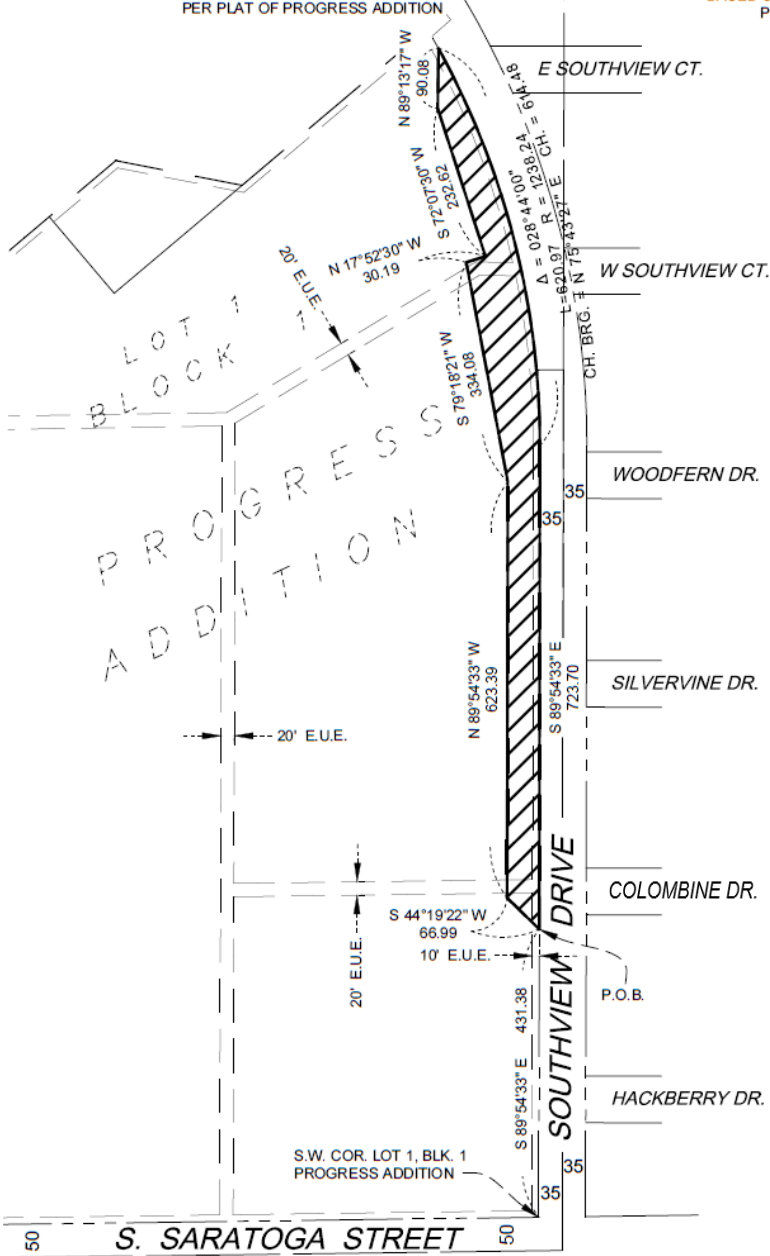 PER PLAT OF PROGRESS ADDITION
P
N 89°13'17" W
90.08
E SOUTHVIEW CT.
Δ = 028°44'00"
R = 1238.24
CH. = 614.48
L=620.97
CH. BRG. = N 75°43'27" E
S 72°07'30" W
232.62
N 17°52'30" W
30.19
W SOUTHVIEW CT.
20' E.U.E.
LOT 1
BLOCK 1
PROGRESS
ADDITION
S 79°18'21" W
334.08
WOODFERN DR.
35
35
N 89°54'33" W
623.39
S 89°54'33" E
723.70
SILVERVINE DR.
20' E.U.E.
COLOMBINE DR.
S 44°19'22" W
66.99
20' E.U.E.
10' E.U.E.
P.O.B.
SOUTHVIEW DRIVE
S 89°54'33" E 431.38
HACKBERRY DR.
S.W. COR. LOT 1, BLK. 1
PROGRESS ADDITION
35
35
50
S. SARATOGA STREET
50